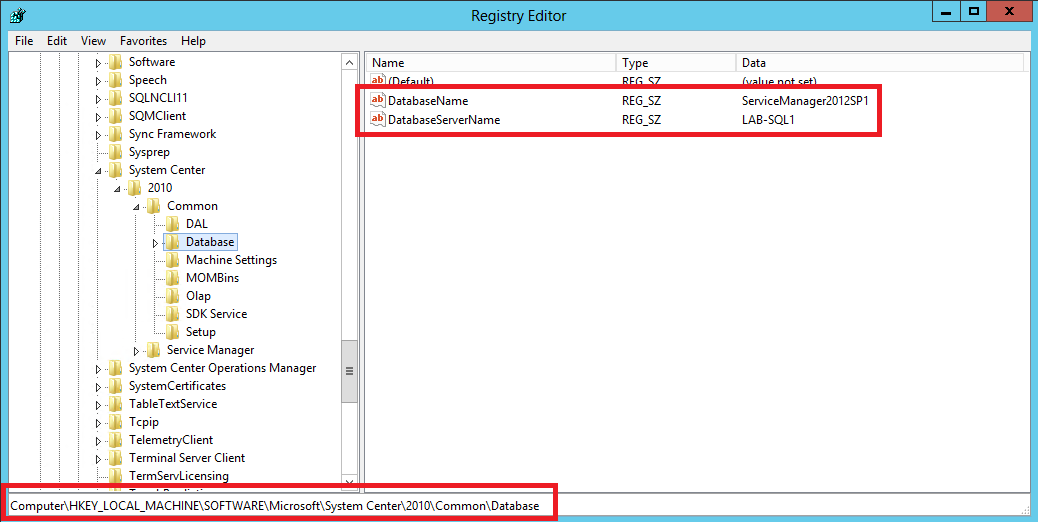 Registry Editor
File Edit View Favorites Help
Software
Speech
SQLNCLI11
SQMClient
Sync Framework
Sysprep
System Center
2010
Common
DAL
Database
Machine Settings
MOMBins
Olap
SDK Service
Setup
Service Manager
System Center Operations Manager
SystemCertificates
TableTextService
Tcpip
TelemetryClient
Terminal Server Client
TermServLicensing
Name Type Data
ab (Default) REG_SZ (value not set)
ab DatabaseName REG_SZ ServiceManager2012SP1
ab DatabaseServerName REG_SZ LAB-SQL1
Computer\HKEY_LOCAL_MACHINE\SOFTWARE\Microsoft\System Center\2010\Common\Database